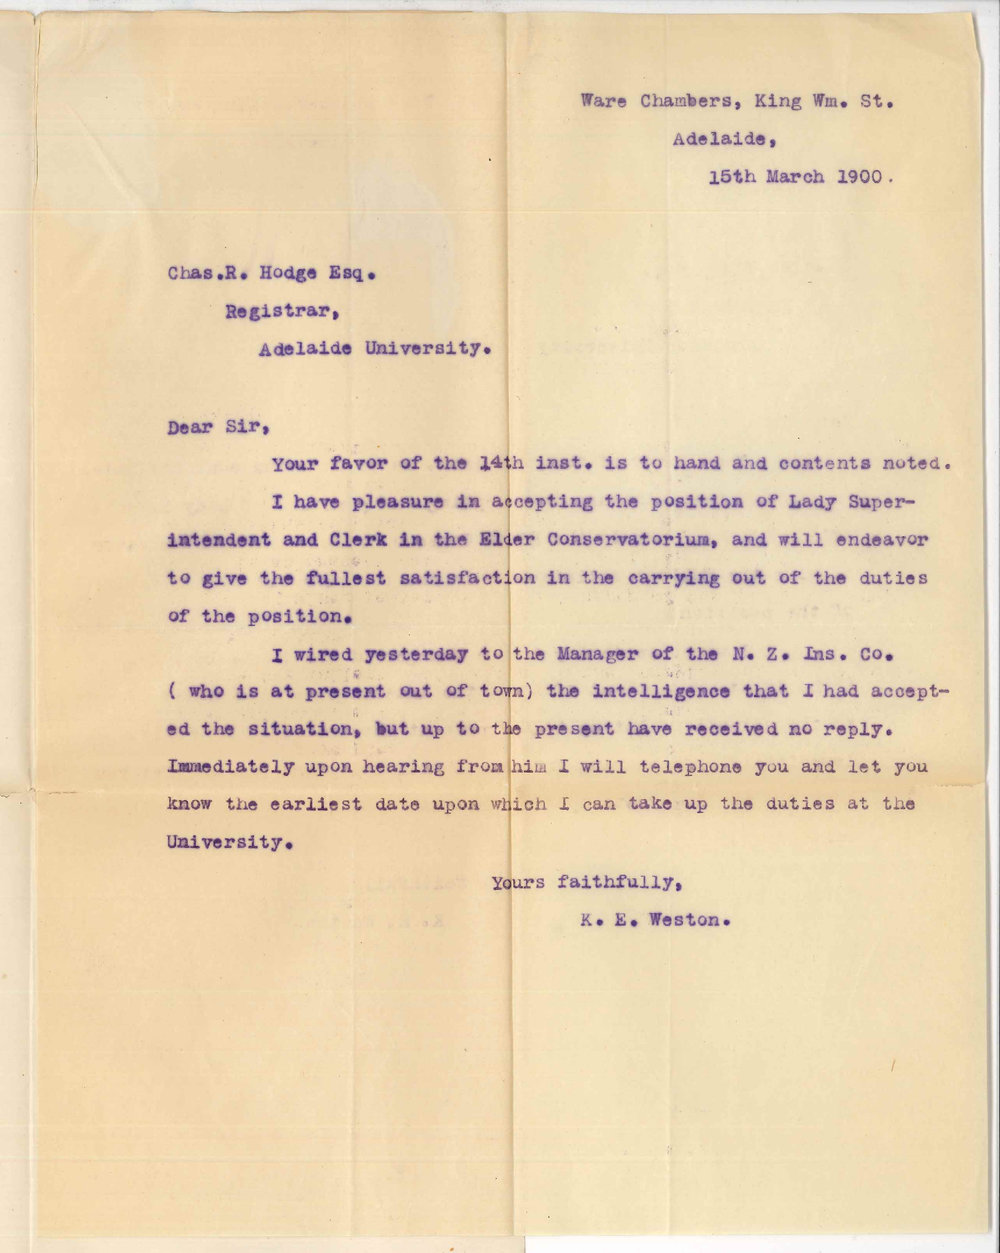 Ware Chambers, King Wm. St.
Adelaide,
15th March 1900.
Chas.R. Hodge Esq.
Registrar,
Adelaide University.
Dear Sir,
Your favor of the 14th inst. is to hand and contents noted.
I have pleasure in accepting the position of Lady Super-
intendent and Clerk in the Elder Conservatorium, and will endeavor
to give the fullest satisfaction in the carrying out of the duties
of the position.
I wired yesterday to the Manager of the N. Z. Ins. Co.
( who is at present out of town) the intelligence that I had accept-
ed the situation, but up to the present have received no reply.
Immediately upon hearing from him I will telephone you and let you
know the earliest date upon which I can take up the duties at the
University.
Yours faithfully,
K. E. Weston.